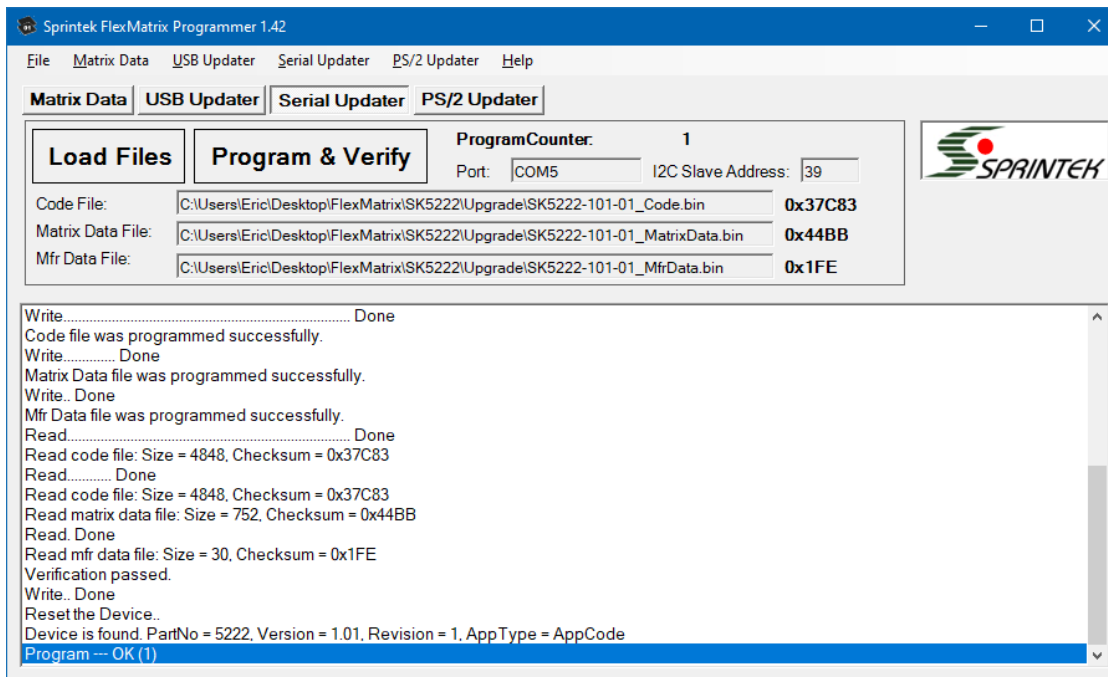 Sprintek FlexMatrix Programmer 1.42
File Matrix Data USB Updater Serial Updater PS/2 Updater Help
Matrix Data USB Updater Serial Updater PS/2 Updater
Load Files Program & Verify ProgramCounter: 1
Port: COM5 I2C Slave Address: 39
SPRINTEK
Code File: C:\Users\Eric\Desktop\FlexMatrix\SK5222\Upgrade\SK5222-101-01_Code.bin 0x37C83
Matrix Data File: C:\Users\Eric\Desktop\FlexMatrix\SK5222\Upgrade\SK5222-101-01_MatrixData.bin 0x44BB
Mfr Data File: C:\Users\Eric\Desktop\FlexMatrix\SK5222\Upgrade\SK5222-101-01_MfrData.bin 0x1FE
Write............................................................................. Done
Code file was programmed successfully.
Write.............. Done
Matrix Data file was programmed successfully.
Write.. Done
Mfr Data file was programmed successfully.
Read............................................................................ Done
Read code file: Size = 4848, Checksum = 0x37C83
Read............ Done
Read code file: Size = 4848, Checksum = 0x37C83
Read matrix data file: Size = 752, Checksum = 0x44BB
Read. Done
Read mfr data file: Size = 30, Checksum = 0x1FE
Verification passed.
Write.. Done
Reset the Device..
Device is found. PartNo = 5222, Version = 1.01, Revision = 1, AppType = AppCode
Program --- OK (1)